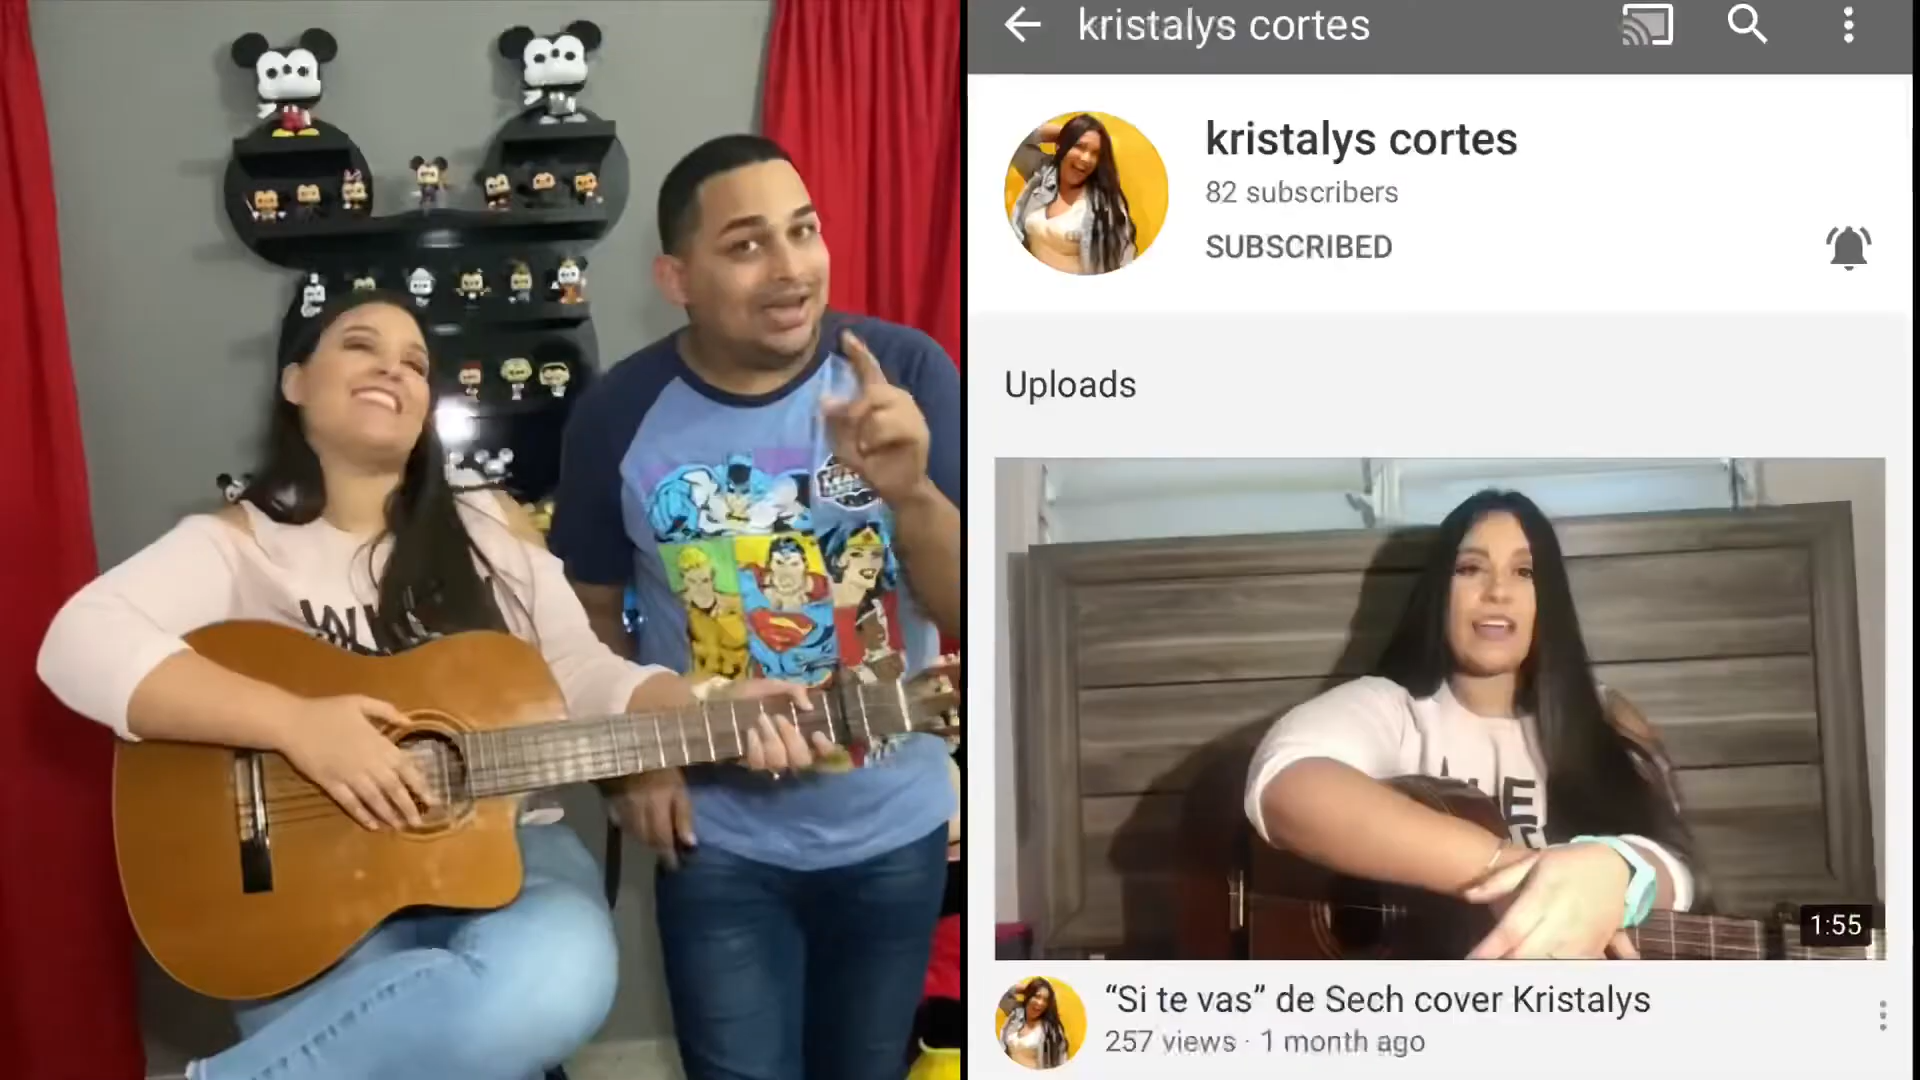 kristalys cortes
kristalys cortes
82 subscribers
SUBSCRIBED
Uploads
1:55
“Si te vas” de Sech cover Kristalys
257 views · 1 month ago